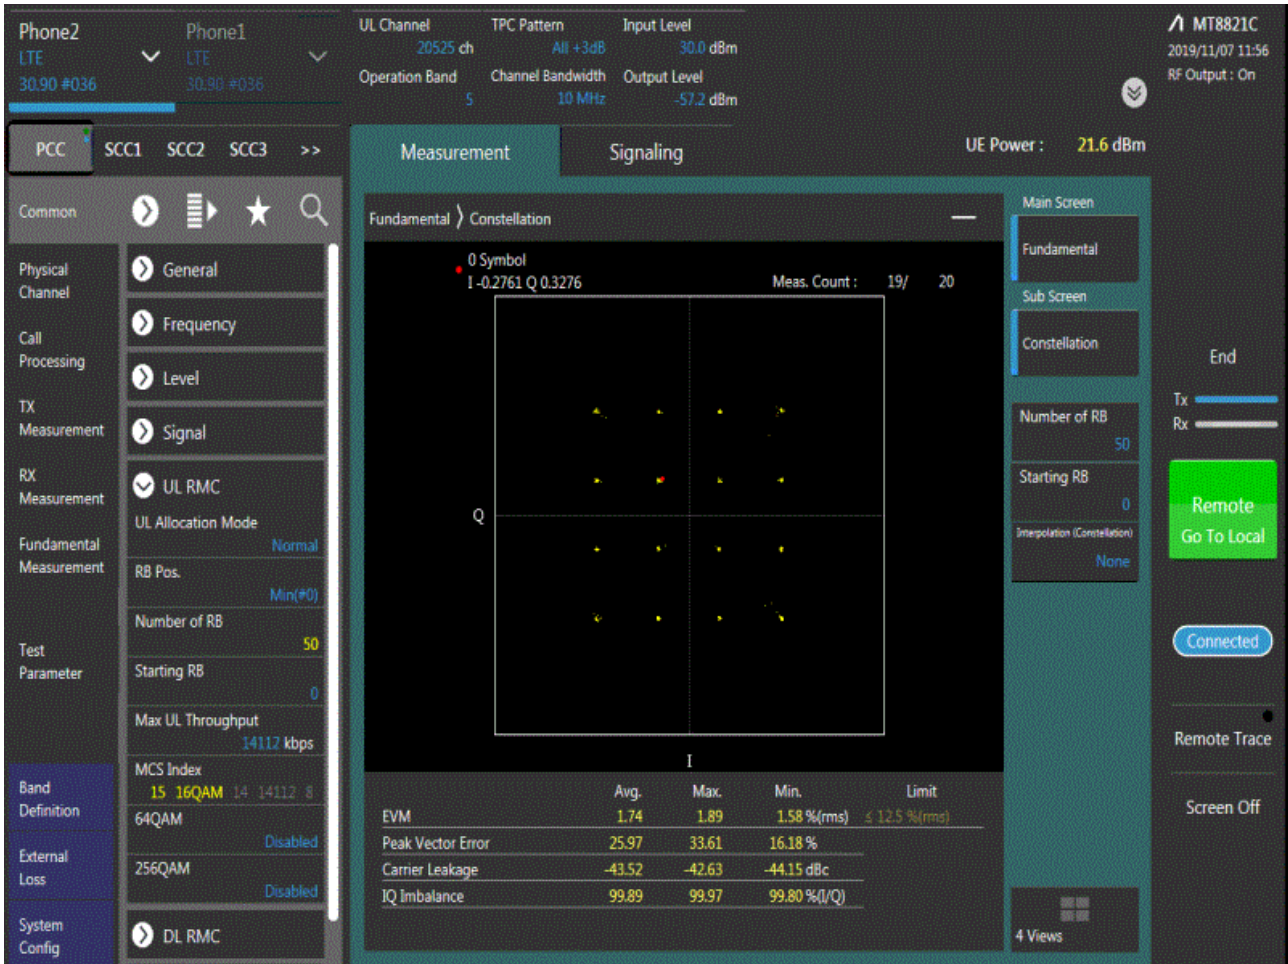 Phone2
LTE
30.90 #036
Phone1
LTE
30.90 #036
UL Channel
20525 ch
TPC Pattern
All +3dB
Input Level
30.0 dBm
Operation Band
5
Channel Bandwidth
10 MHz
Output Level
-57.2 dBm
MT8821C
2019/11/07 11:56
RF Output : On
PCC SCC1 SCC2 SCC3 >>
Measurement
Signaling
UE Power : 21.6 dBm
Common
Physical
Channel
Call
Processing
TX
Measurement
RX
Measurement
Fundamental
Measurement
Test
Parameter
Band
Definition
External
Loss
System
Config
General
Frequency
Level
Signal
UL RMC
UL Allocation Mode
Normal
RB Pos.
Min(#0)
Number of RB
50
Starting RB
0
Max UL Throughput
14112 kbps
MCS Index
15 16QAM 14 14112 8
64QAM
Disabled
256QAM
Disabled
DL RMC
Fundamental Constellation
0 Symbol
I -0.2761 Q 0.3276
Meas. Count : 19/ 20
Q
I
Avg. Max. Min. Limit
EVM 1.74 1.89 1.58 %(rms) ≤ 12.5 %(rms)
Peak Vector Error 25.97 33.61 16.18 %
Carrier Leakage -43.52 -42.63 -44.15 dBc
IQ Imbalance 99.89 99.97 99.80 %(I/Q)
Main Screen
Fundamental
Sub Screen
Constellation
Number of RB
50
Starting RB
0
Interpolation (Constellation)
None
4 Views
End
Tx
Rx
Remote
Go To Local
Connected
Remote Trace
Screen Off